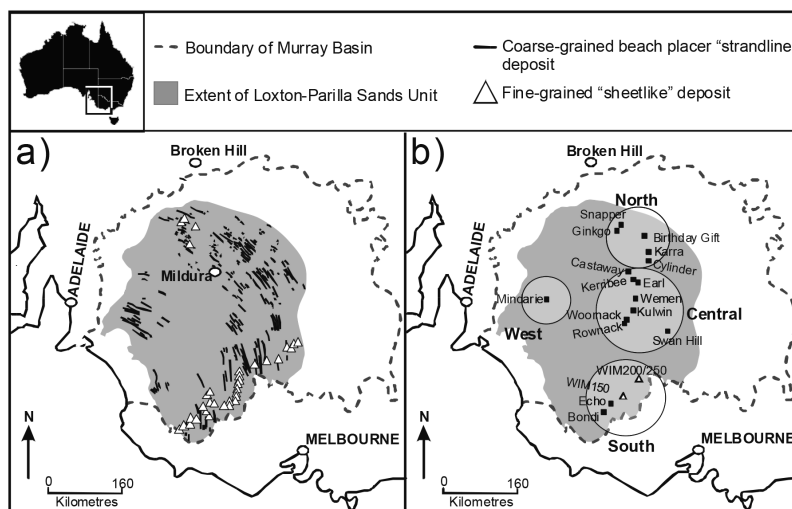 Boundary of Murray Basin
Coarse-grained beach placer “strandline”
deposit
Extent of Loxton-Parilla Sands Unit
Fine-grained “sheetlike” deposit
a)
Broken Hill
ADELAIDE
Mildura
N
MELBOURNE
0 160
Kilometres
b)
Broken Hill
North
Snapper
Ginkgo
Birthday Gift
Karra
Cylinder
ADELAIDE
Castaway
Kerribee
Earl
Mindarie
Wemen
Kulwin
Woornack
Rownack
West
Central
Swan Hill
WIM200/250
WIM150
Echo
Bondi
South
N
MELBOURNE
0 160
Kilometres